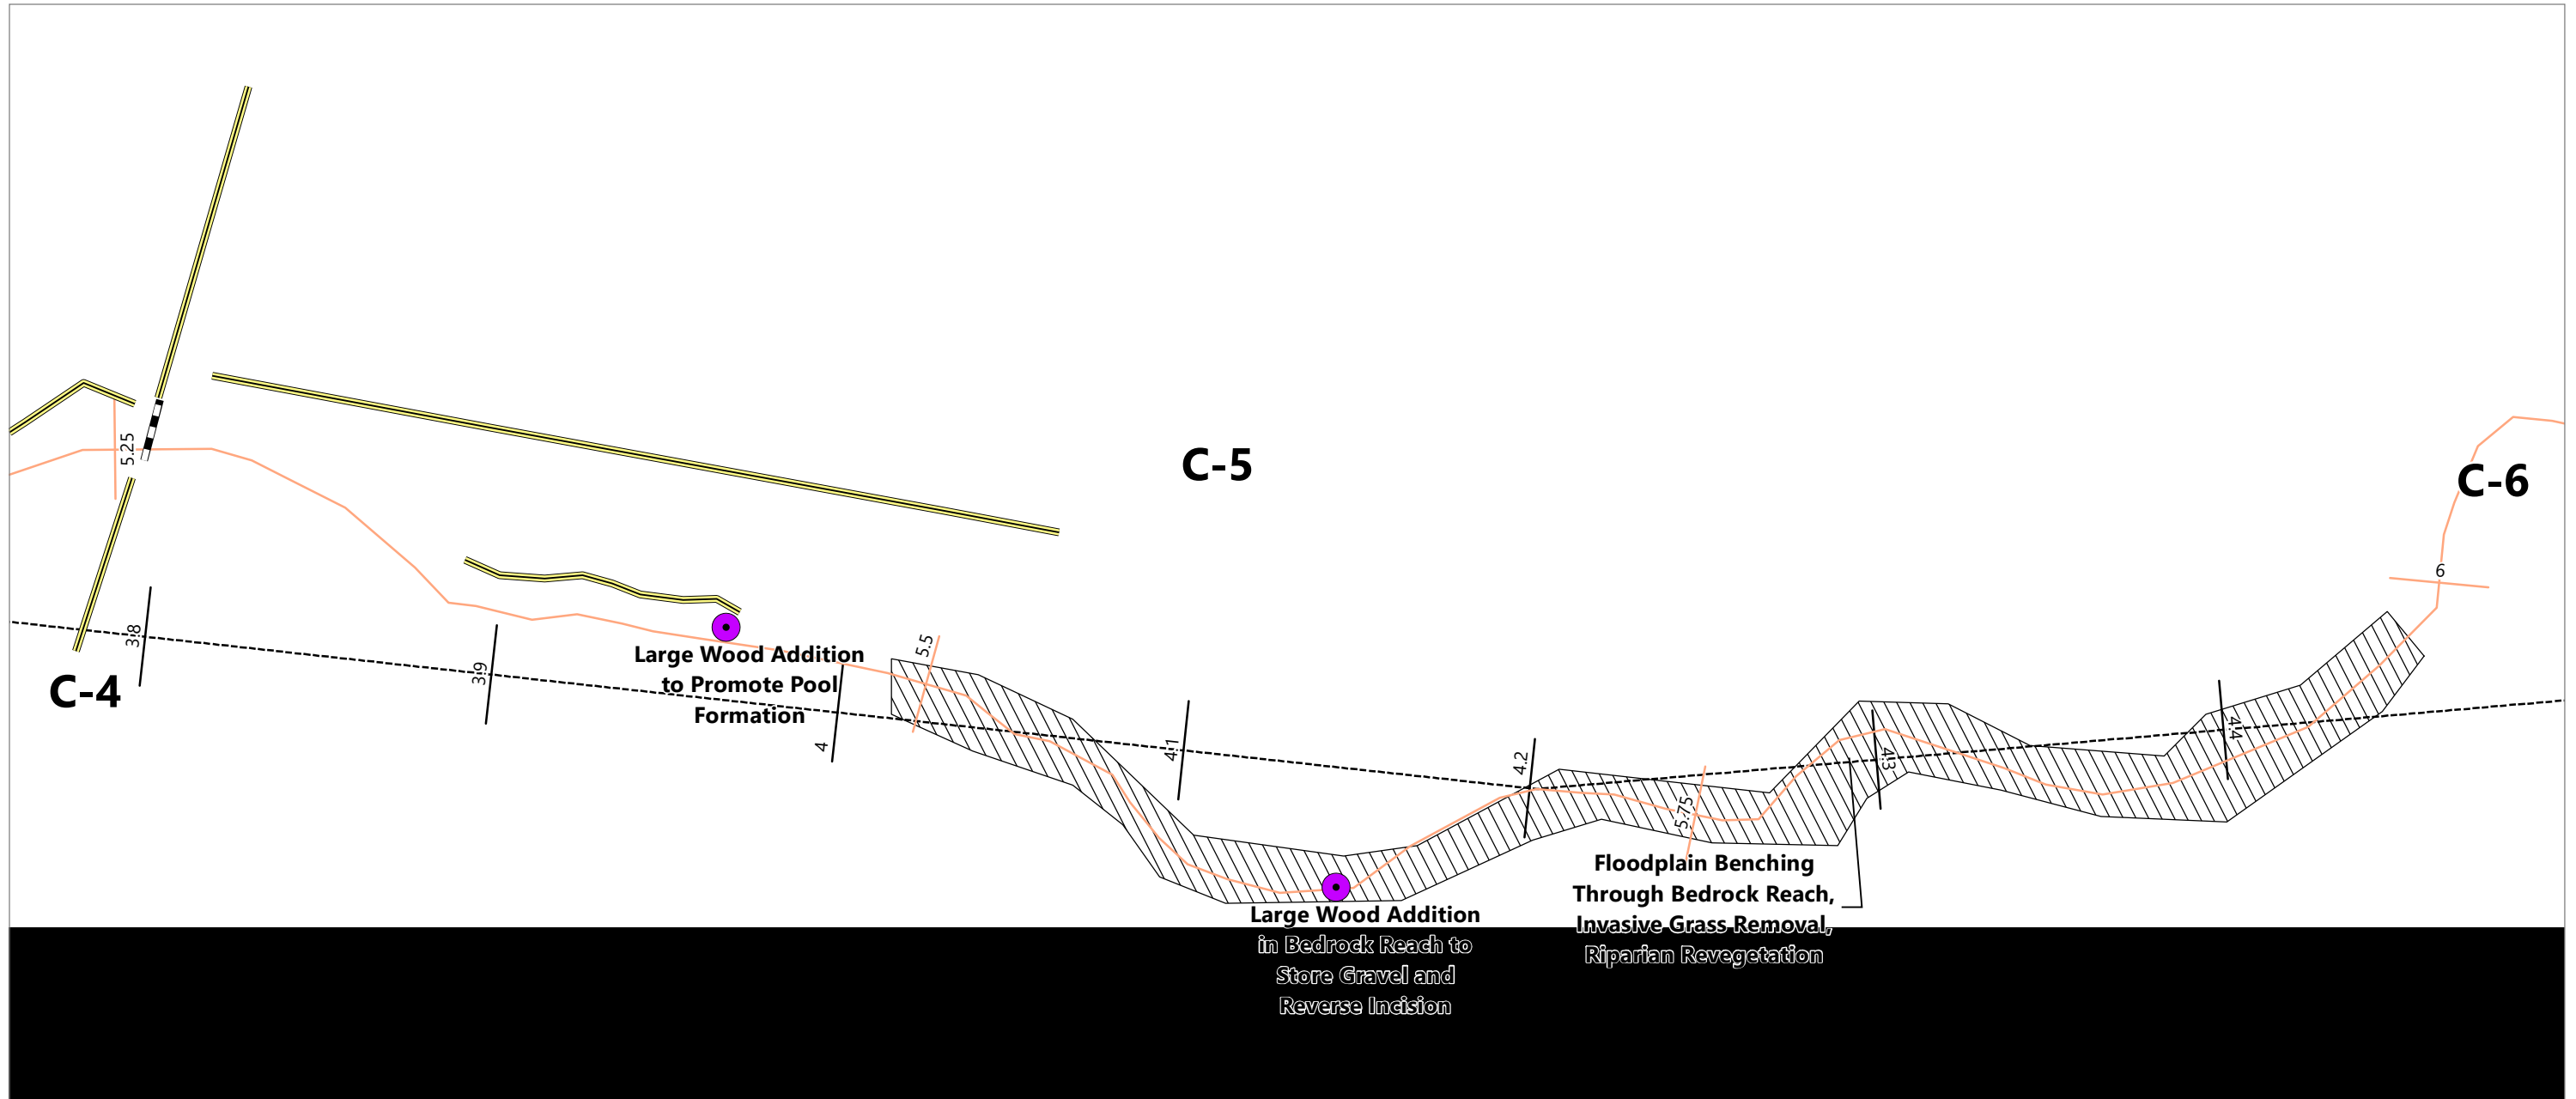 C-5
C-6
5.25
6
3.8
3.9
5.5
C-4
Large Wood Addition
to Promote Pool
Formation
4
4.1
4.2
4.3
4.4
5.75
Floodplain Benching
Through Bedrock Reach,
Invasive Grass Removal,
Riparian Revegetation
Large Wood Addition
in Bedrock Reach to
Store Gravel and
Reverse Incision